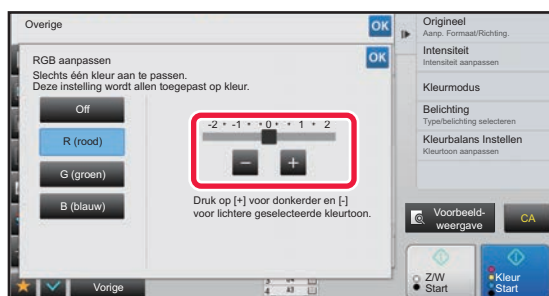 Overige
OK
RGB aanpassen
OK
Slechts één kleur aan te passen.
Deze instelling wordt allen toegepast op kleur.
Off
R (rood)
G (groen)
B (blauw)
-2 • -1 • • 0 • • 1 • 2
− +
Druk op [+] voor donkerder en [-]
voor lichtere geselecteerde kleurtoon.
Vorige
Origineel
Aanp. Formaat/Richting.
Intensiteit
Intensiteit aanpassen
Kleurmodus
Belichting
Type/belichting selecteren
Kleurbalans Instellen
Kleurtoon aanpassen
Voorbeeld-
weergave
CA
Z/W
Start
Kleur
Start
4 A3